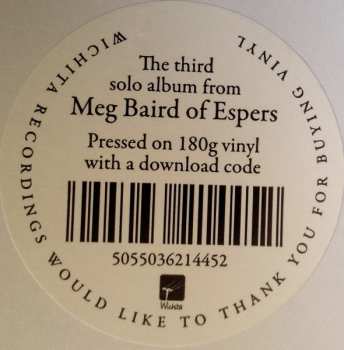 WICHITA RECORDINGS WOULD LIKE TO THANK YOU FOR BUYING VINYL
The third
solo album from
Meg Baird of Espers
Pressed on 180g vinyl
with a download code
5055036214452
Wichita